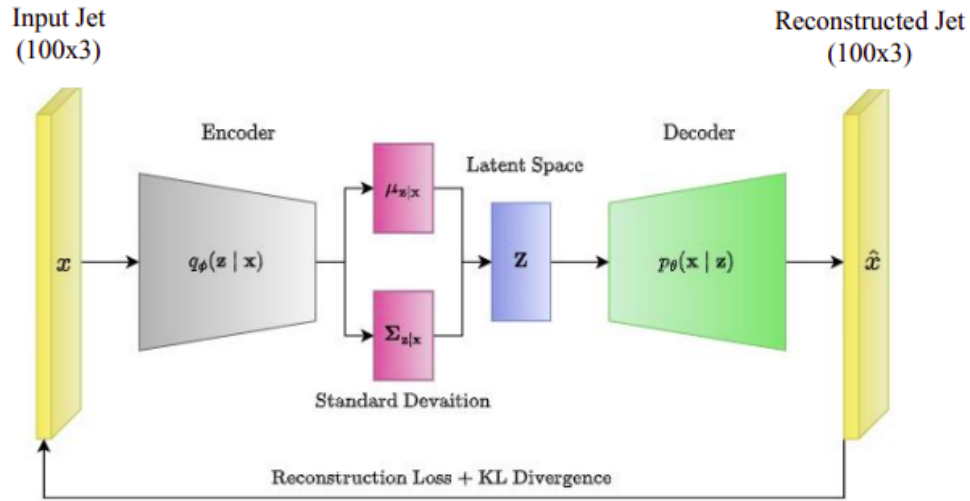 Input Jet
(100x3)
Reconstructed Jet
(100x3)
Encoder
Decoder
Latent Space
x
qϕ(z | x)
μz|x
Σz|x
Z
pθ(x | z)
x̂
Standard Devaition
Reconstruction Loss + KL Divergence